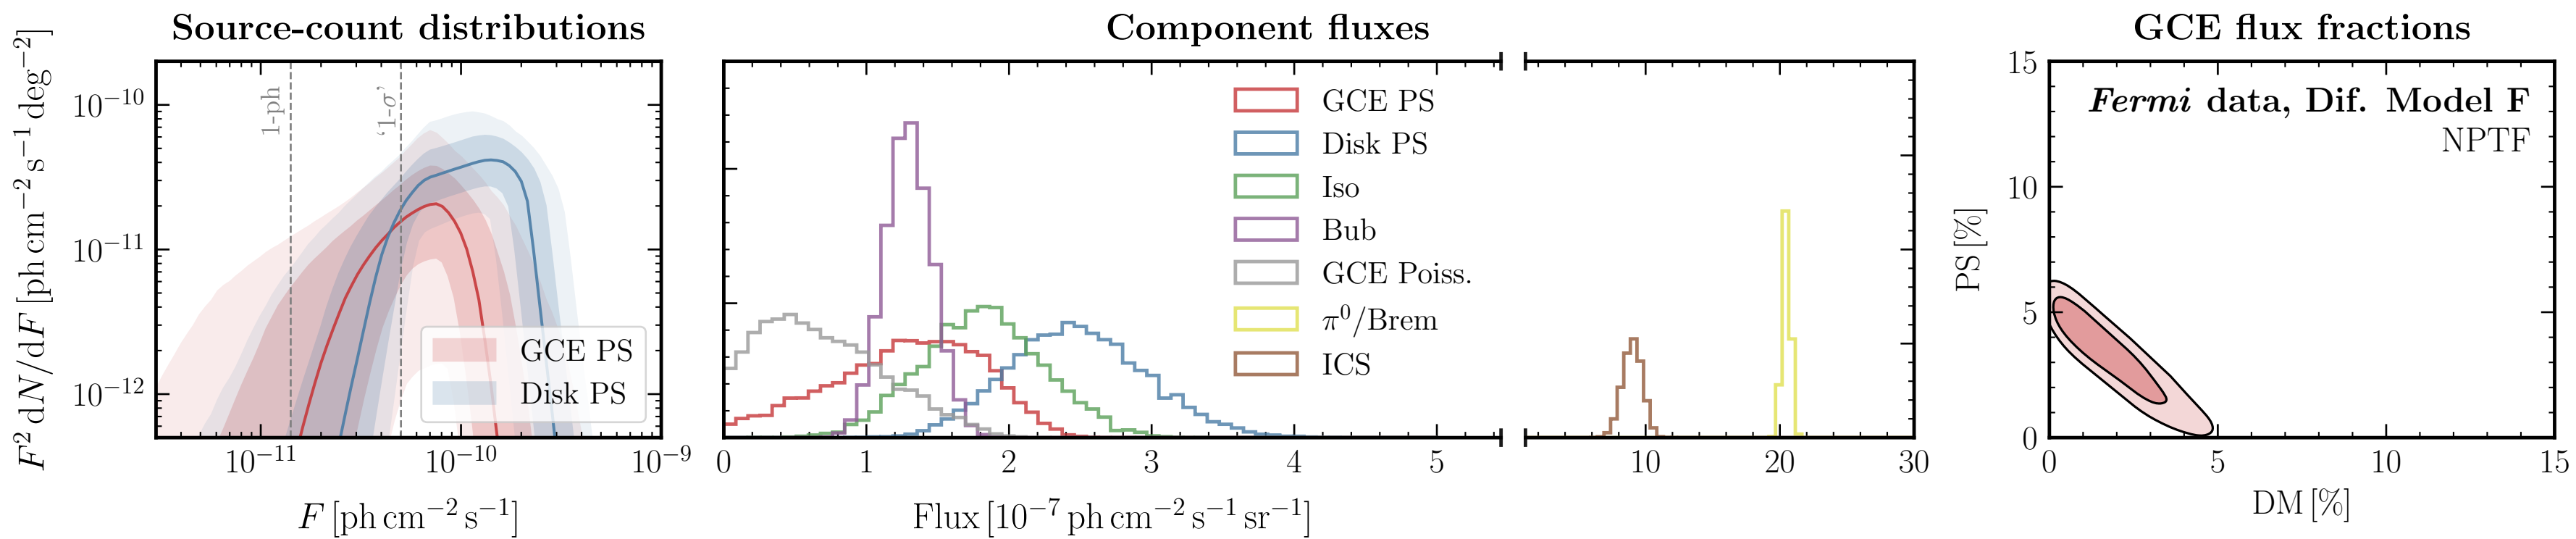 Source-count distributions
F² dN/dF [ph cm⁻² s⁻¹ deg⁻²]
10⁻¹⁰
10⁻¹¹
10⁻¹²
1-ph
‘1-σ’
GCE PS
Disk PS
10⁻¹¹ 10⁻¹⁰ 10⁻⁹
F [ph cm⁻² s⁻¹]
Component fluxes
GCE PS
Disk PS
Iso
Bub
GCE Poiss.
π⁰/Brem
ICS
0 1 2 3 4 5 10 20 30
Flux [10⁻⁷ ph cm⁻² s⁻¹ sr⁻¹]
GCE flux fractions
Fermi data, Dif. Model F
NPTF
PS [%]
15
10
5
0
0 5 10 15
DM [%]